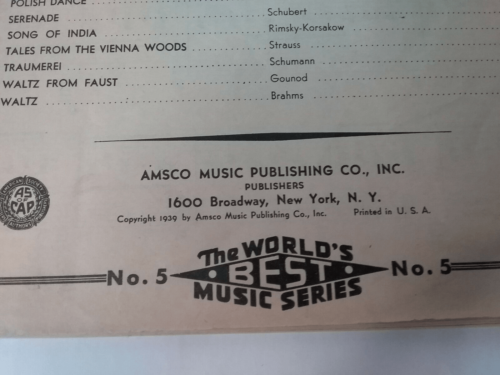 POLISH DANCE
SERENADE Schubert
SONG OF INDIA Rimsky-Korsakow
TALES FROM THE VIENNA WOODS Strauss
TRAUMEREI Schumann
WALTZ FROM FAUST Gounod
WALTZ Brahms
AMSCO MUSIC PUBLISHING CO., INC.
PUBLISHERS
1600 Broadway, New York, N. Y.
Copyright 1939 by Amsco Music Publishing Co., Inc. Printed in U. S. A.
AS
OF
CAP
The WORLD'S
No. 5 BEST No. 5
MUSIC SERIES